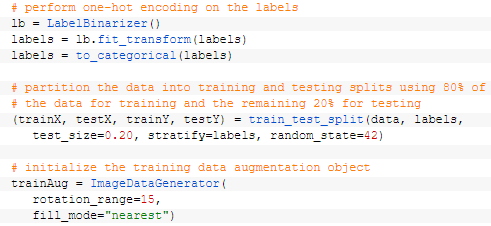 # perform one-hot encoding on the labels
lb = LabelBinarizer()
labels = lb.fit_transform(labels)
labels = to_categorical(labels)
# partition the data into training and testing splits using 80% of
# the data for training and the remaining 20% for testing
(trainX, testX, trainY, testY) = train_test_split(data, labels,
test_size=0.20, stratify=labels, random_state=42)
# initialize the training data augmentation object
trainAug = ImageDataGenerator(
rotation_range=15,
fill_mode="nearest")